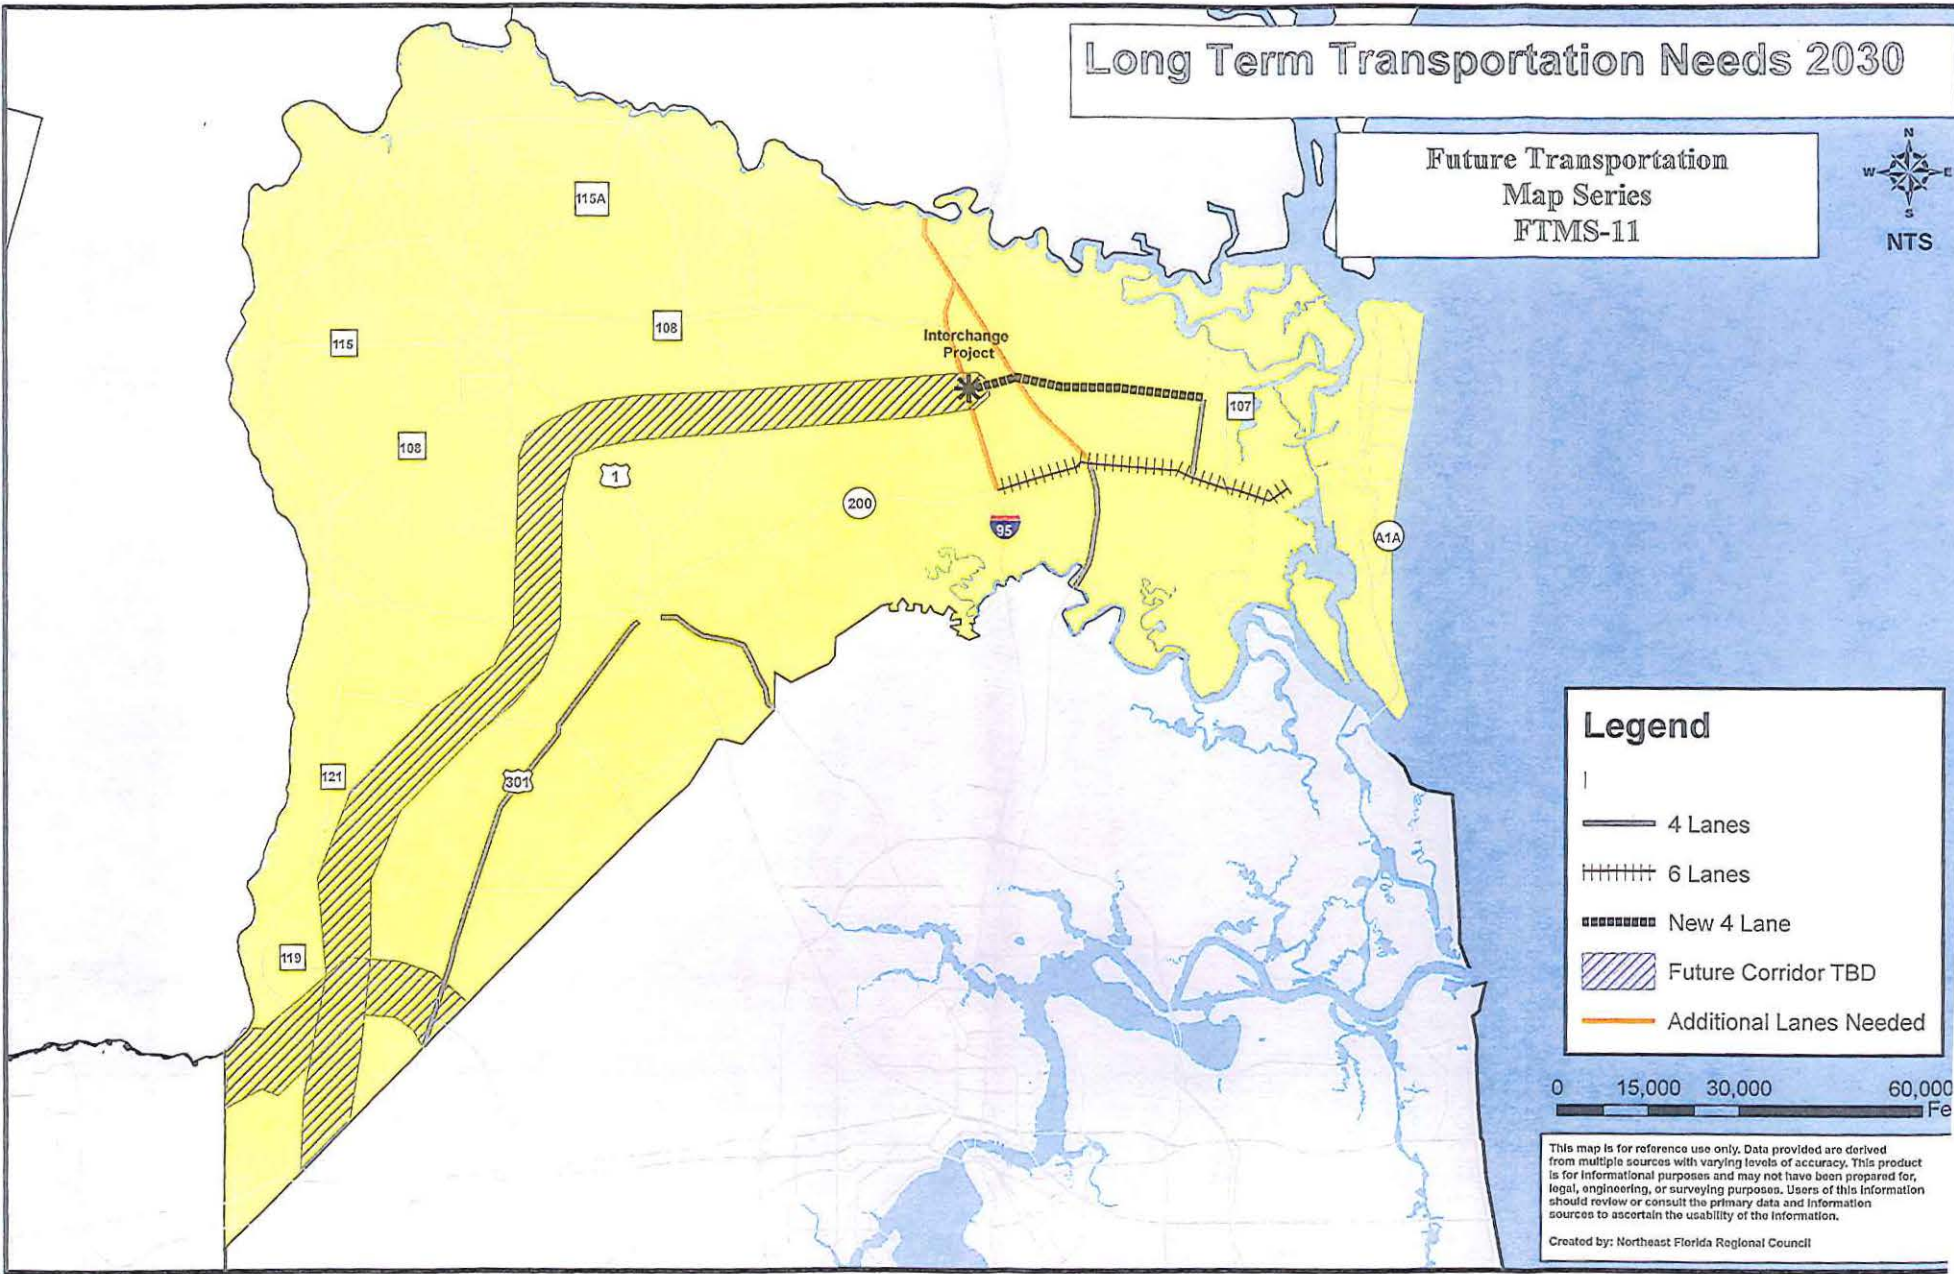 Long Term Transportation Needs 2030
Future Transportation
Map Series
FTMS-11
N
W
E
S
NTS
115A
115
108
Interchange
Project
108
107
1
200
95
A1A
121
301
119
Legend
4 Lanes
6 Lanes
New 4 Lane
Future Corridor TBD
Additional Lanes Needed
0 15,000 30,000 60,000
Fe
This map is for reference use only. Data provided are derived
from multiple sources with varying levels of accuracy. This product
is for informational purposes and may not have been prepared for,
legal, engineering, or surveying purposes. Users of this information
should review or consult the primary data and information
sources to ascertain the usability of the information.
Created by: Northeast Florida Regional Council